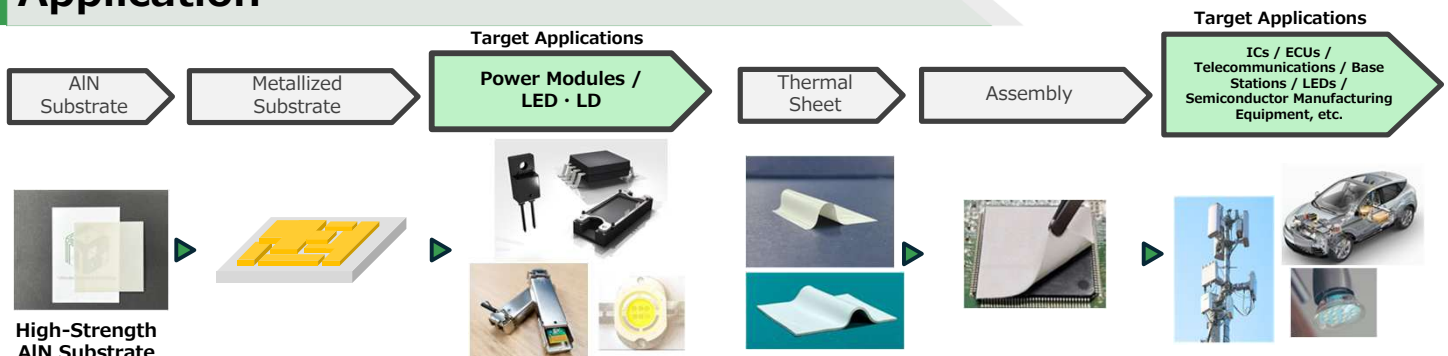 Application
Target Applications
AlN
Substrate
Metallized
Substrate
Power Modules /
LED・LD
Thermal
Sheet
Assembly
Target Applications
ICs / ECUs /
Telecommunications / Base
Stations / LEDs /
Semiconductor Manufacturing
Equipment, etc.
High-Strength
AlN Substrate